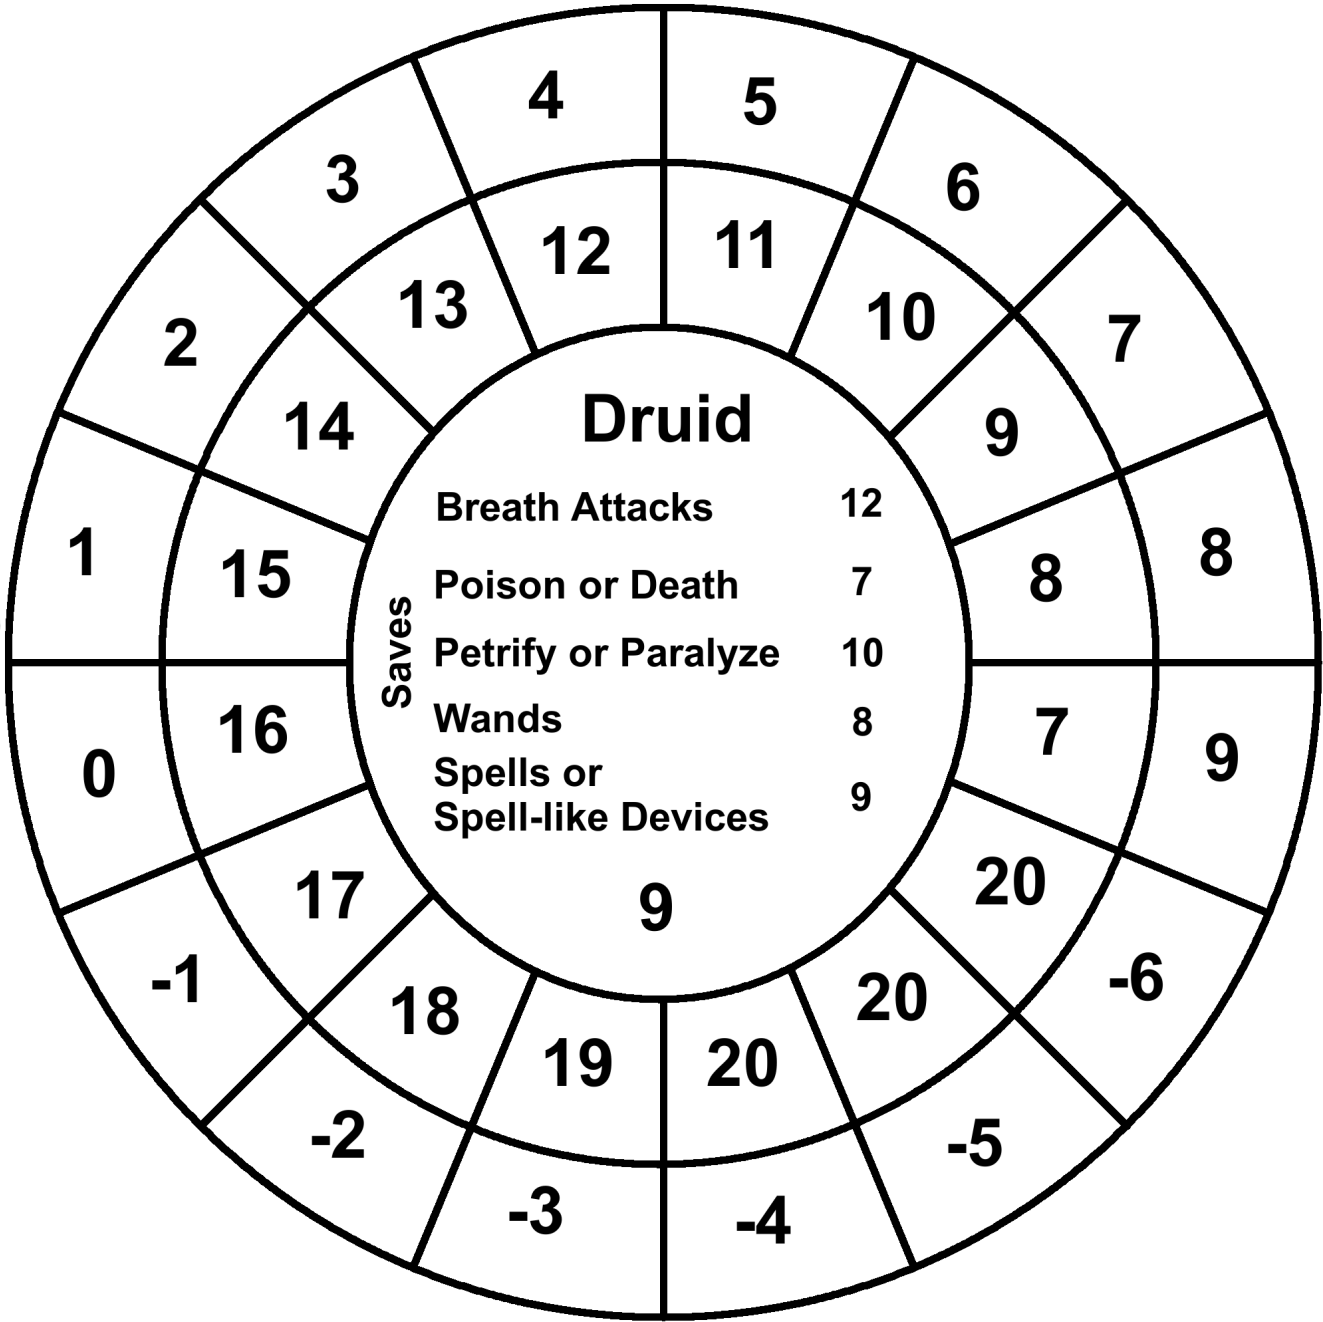 4 5
3 6
12 11
13 10
2 7
14 9
Druid
Breath Attacks 12
1 8
15 8
Poison or Death 7
Saves
Petrify or Paralyze 10
Wands 8
16 7
0 9
Spells or
Spell-like Devices 9
17 20
9
-1 -6
18 20
19 20
-2 -5
-3 -4